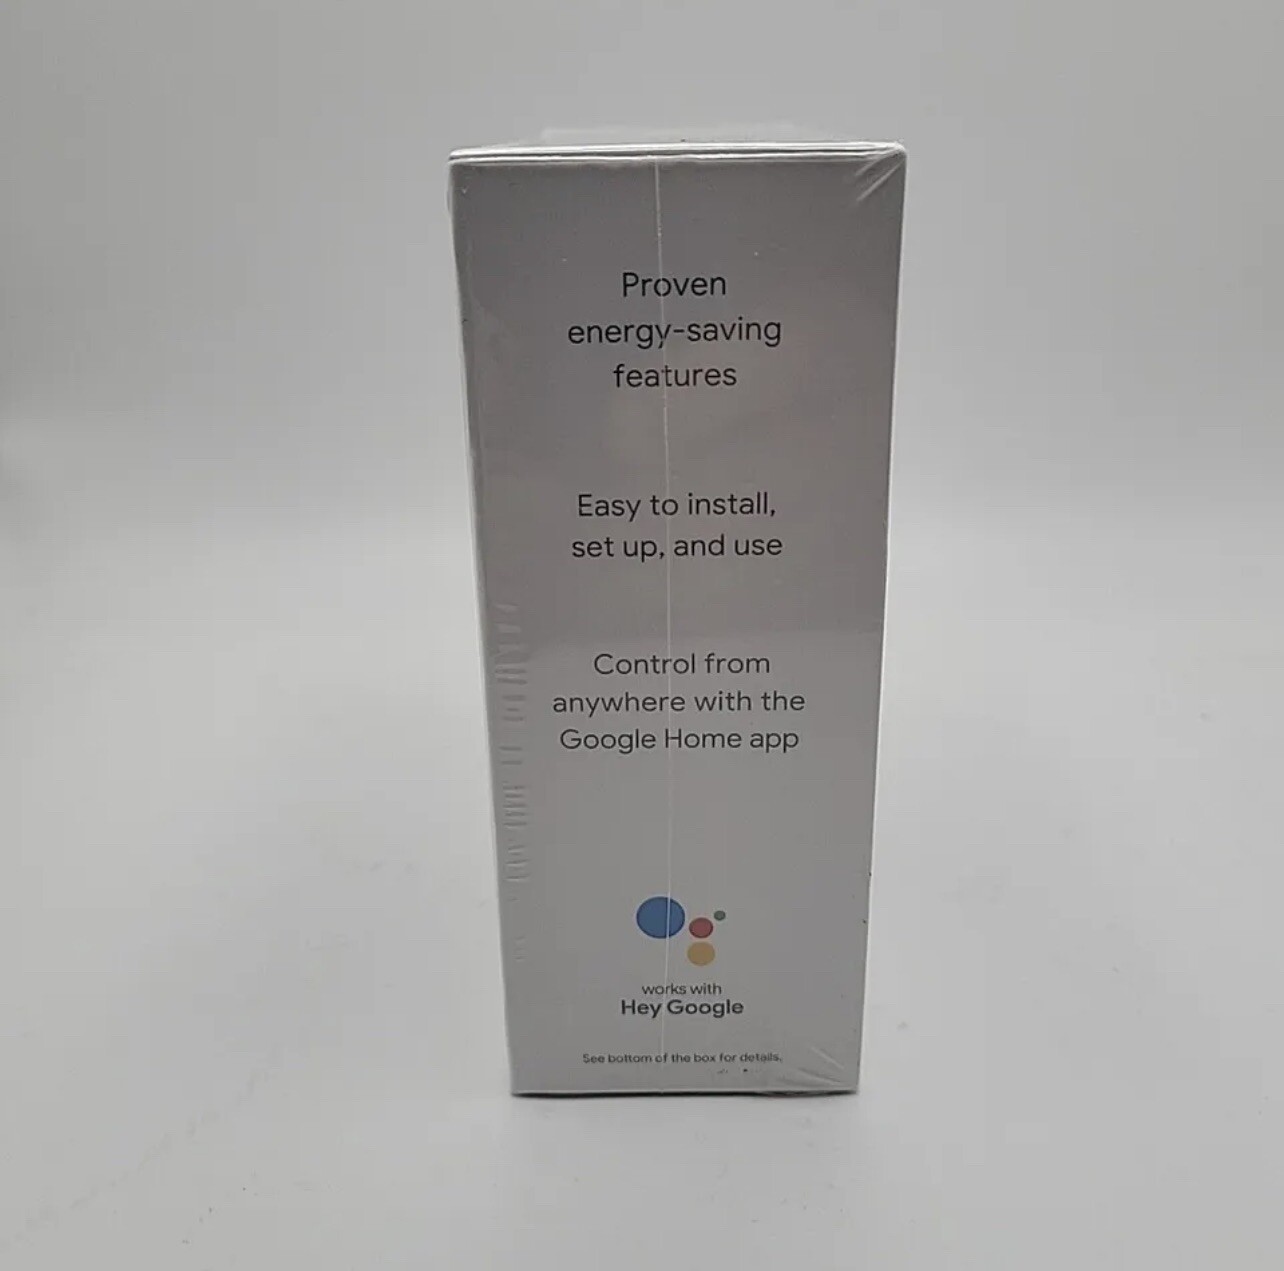 Proven
energy-saving
features
Easy to install,
set up, and use
Control from
anywhere with the
Google Home app
works with
Hey Google
See bottom of the box for details.